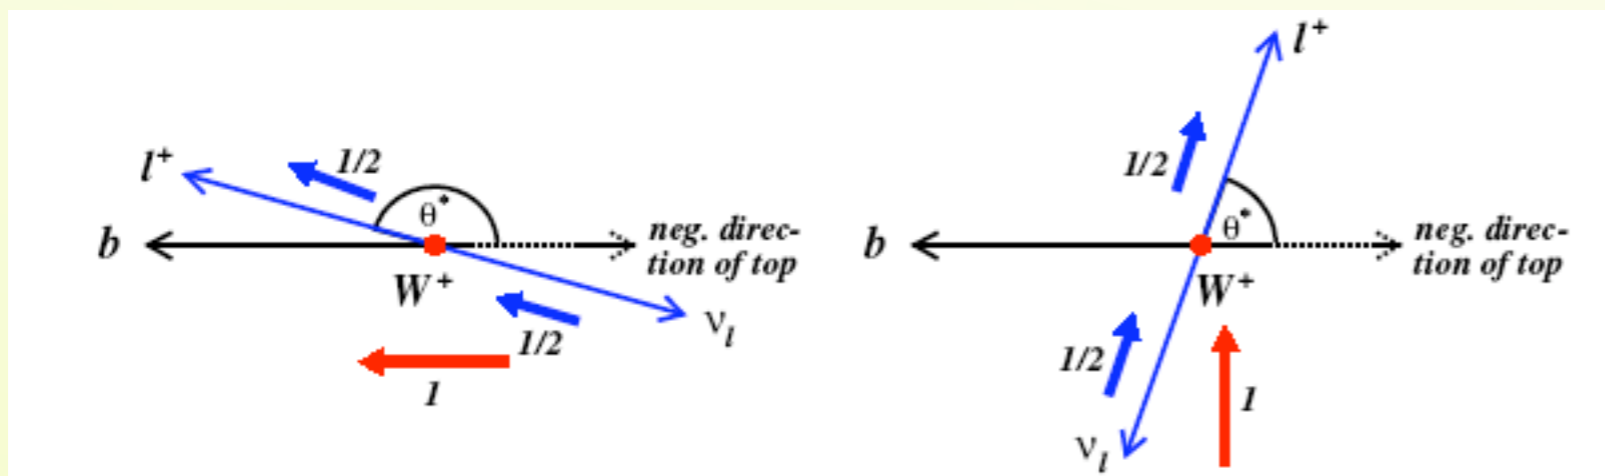 l⁺
1/2
θ*
b
neg. direc-
tion of top
W⁺
1/2
ν_l
1
l⁺
1/2
θ*
b
neg. direc-
tion of top
W⁺
1/2
1
ν_l